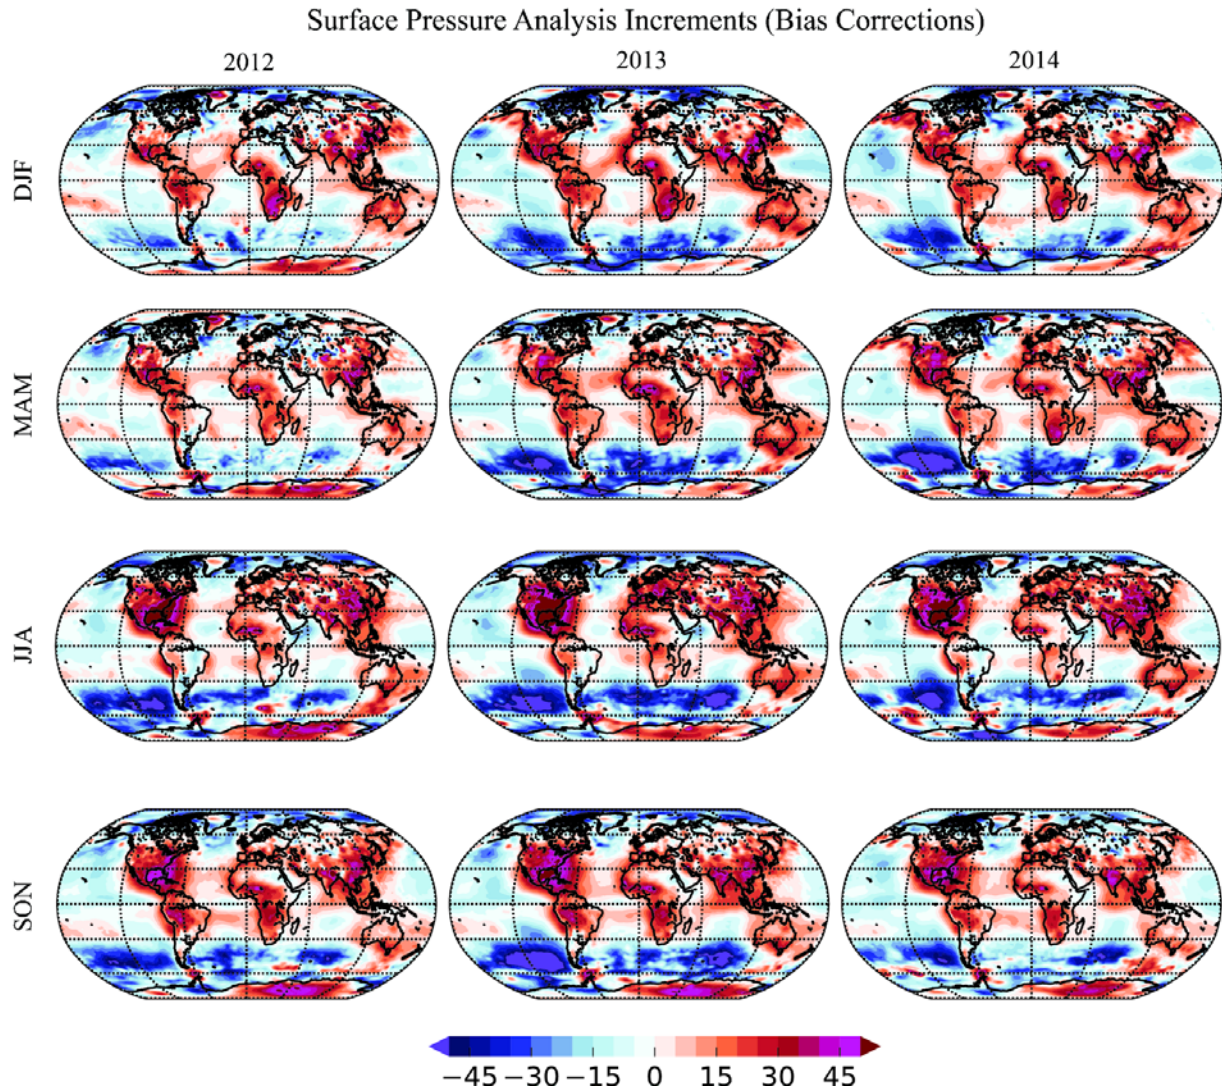 Surface Pressure Analysis Increments (Bias Corrections)
2012 2013 2014
DJF
MAM
JJA
SON
−45 −30 −15 0 15 30 45